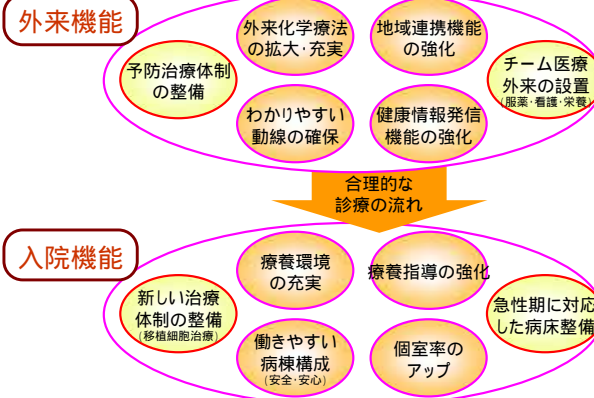 外来機能
外来化学療法
の拡大･充実
地域連携機能
の強化
予防治療体制
の整備
チーム医療
外来の設置
(服薬･看護･栄養)
わかりやすい
動線の確保
健康情報発信
機能の強化
合理的な
診療の流れ
入院機能
療養環境
の充実
療養指導の強化
新しい治療
体制の整備
(移植細胞治療)
急性期に対応
した病床整備
働きやすい
病棟構成
(安全･安心)
個室率の
アップ